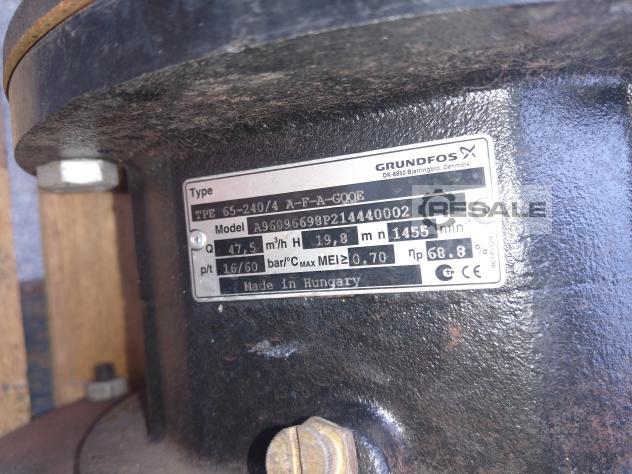 GRUNDFOS
DK-8850 Bjerringbro, Denmark
Type
TPE 65-240/4 A-F-A-GQQE
Model A96096698P214440002
Q 47,5 m³/h H 19,8 m n 1455 min
p/t 16/60 bar/°C MAX MEI ≥ 0.70 ηp 68.8 %
CE
Made in Hungary
RESALE